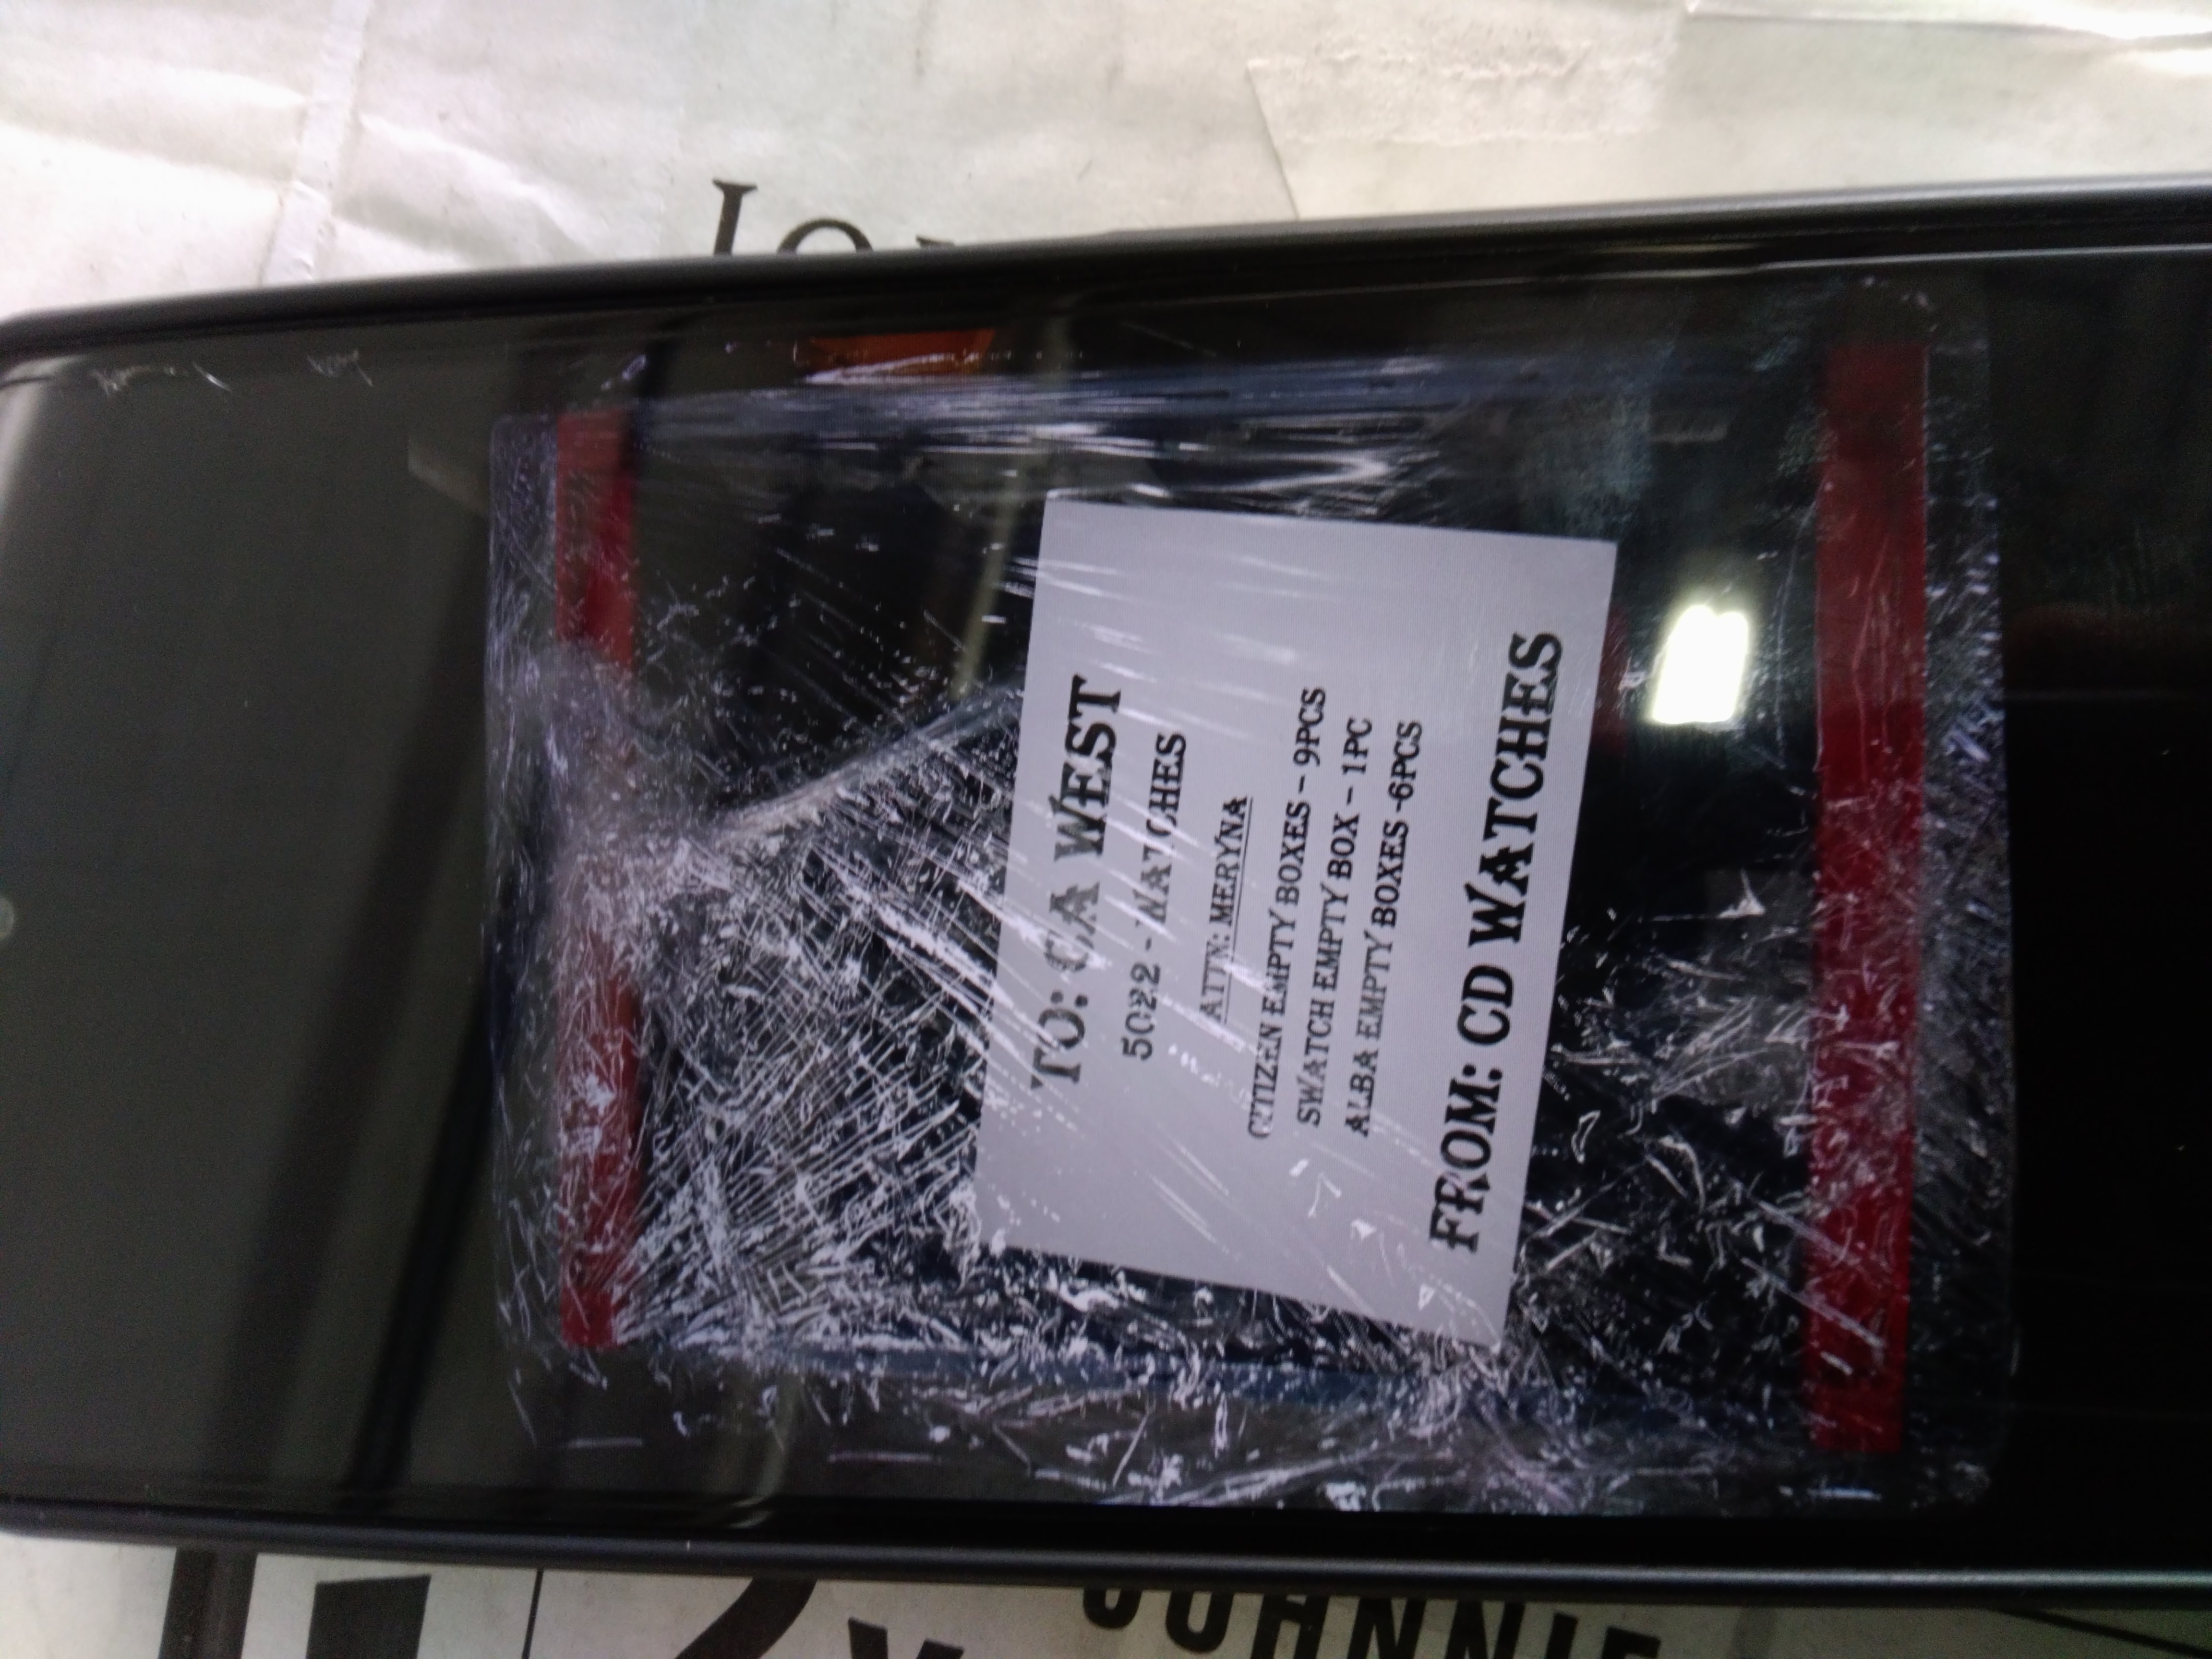 TO: CA WEST
5022 - WATCHES
ATTN: MERYNA
CITIZEN EMPTY BOXES – 9PCS
SWATCH EMPTY BOX – 1PC
ALBA EMPTY BOXES -6PCS
FROM: CD WATCHES
JOHNNIE